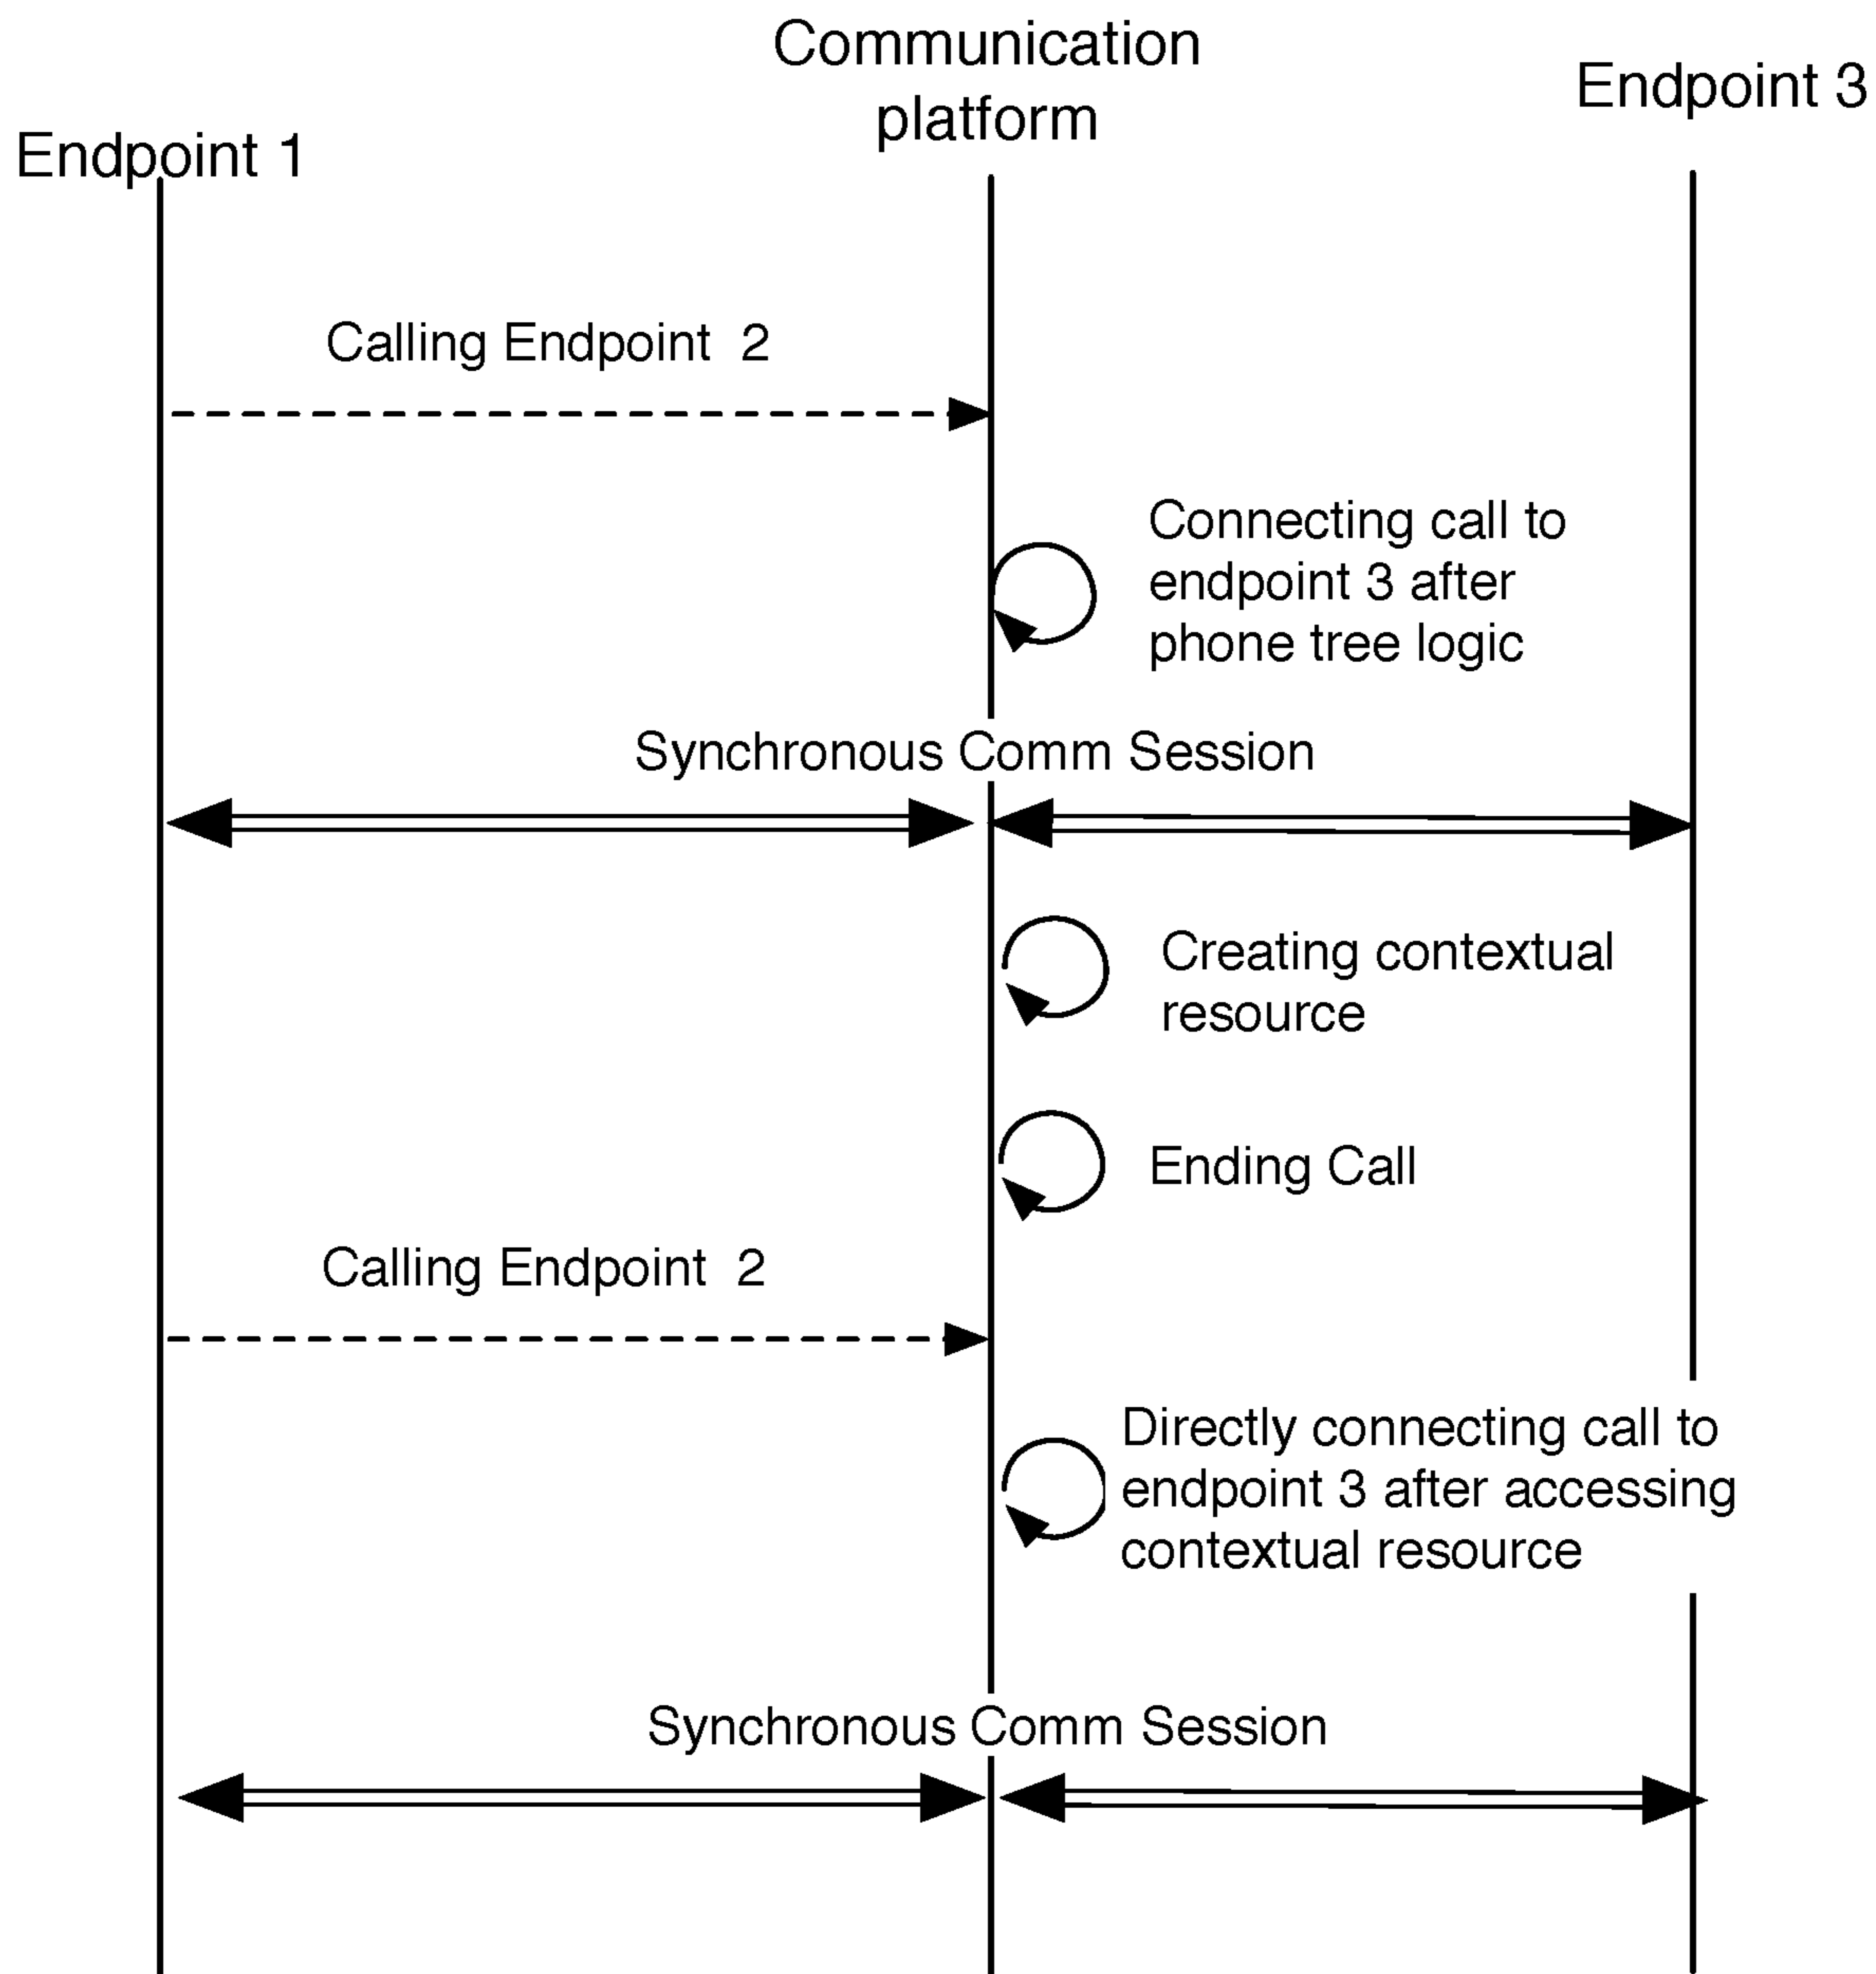 Communication
platform
Endpoint 3
Endpoint 1
Calling Endpoint 2
Connecting call to
endpoint 3 after
phone tree logic
Synchronous Comm Session
Creating contextual
resource
Ending Call
Calling Endpoint 2
Directly connecting call to
endpoint 3 after accessing
contextual resource
Synchronous Comm Session